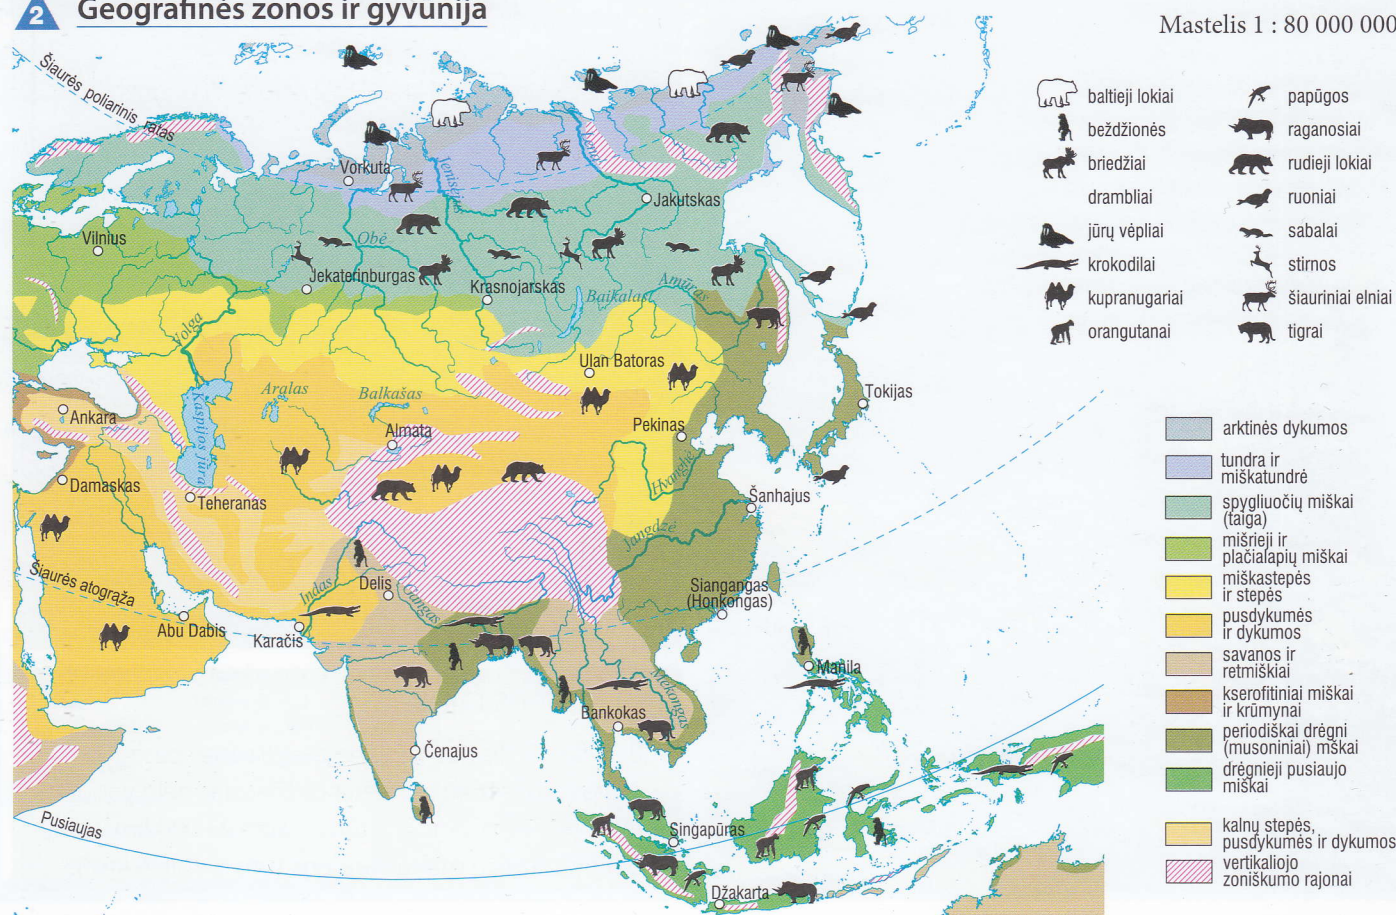 2 Geografinės zonos ir gyvūnija
Mastelis 1 : 80 000 000
baltieji lokiai
beždžionės
briedžiai
drambliai
jūrų vėpliai
krokodilai
kupranugariai
orangutanai
papūgos
raganosiai
rudieji lokiai
ruoniai
sabalai
stirnos
šiauriniai elniai
tigrai
arktinės dykumos
tundra ir
miškatundrė
spygliuočių miškai
(taiga)
mišrieji ir
plačialapių miškai
miškastepės
ir stepės
pusdykumės
ir dykumos
savanos ir
retmiškiai
kserofitiniai miškai
ir krūmynai
periodiškai drėgni
(musoniniai) mškai
drėgnieji pusiaujo
miškai
kalnų stepės,
pusdykumės ir dykumos
vertikaliojo
zoniškumo rajonai
Šiaurės poliarinis ratas
Vorkuta
Jenisiejus
Lena
Jakutskas
Vilnius
Obė
Jekaterinburgas
Krasnojarskas
Baikalas
Amūras
Volga
Ulan Batoras
Aralas
Balkašas
Kaspijos jūra
Ankara
Almata
Pekinas
Tokijas
Damaskas
Teheranas
Hvanghė
Šanhajus
Jangdzė
Šiaurės atogrąža
Indas
Delis
Gangas
Siangangas
(Honkongas)
Abu Dabis
Karačis
Manila
Mekongas
Bankokas
Čenajus
Pusiaujas
Singapūras
Džakarta